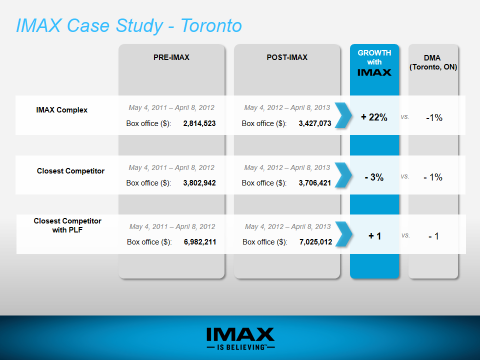 IMAX Case Study - Toronto
PRE-IMAX
POST-IMAX
GROWTH
with
IMAX
DMA
(Toronto, ON)
IMAX Complex
May 4, 2011 – April 8, 2012
Box office ($): 2,814,523
May 4, 2012 – April 8, 2013
Box office ($): 3,427,073
+ 22%
vs.
-1%
Closest Competitor
May 4, 2011 – April 8, 2012
Box office ($): 3,802,942
May 4, 2012 – April 8, 2013
Box office ($): 3,706,421
- 3%
vs.
- 1%
Closest Competitor
with PLF
May 4, 2011 – April 8, 2012
Box office ($): 6,982,211
May 4, 2012 – April 8, 2013
Box office ($): 7,025,012
+ 1
vs.
- 1
IMAX
IS BELIEVING™